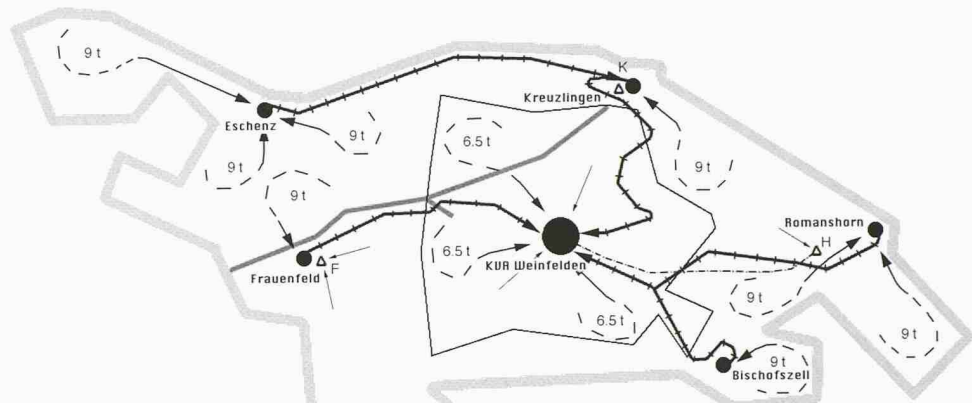 9 t
K
Kreuzlingen
Eschenz
6.5 t
9 t
9 t
9 t
9 t
Romanshorn
H
6.5 t
F
Frauenfeld
KVA Weinfelden
9 t
6.5 t
9 t
9 t
Bischofszell